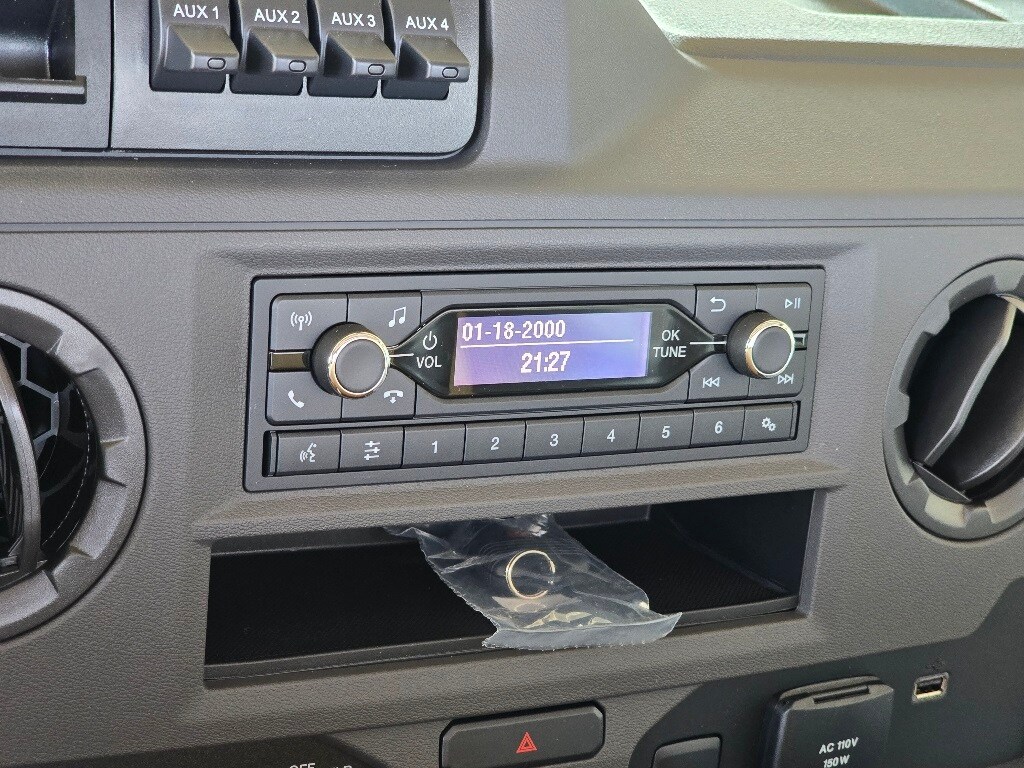 AUX 1 AUX 2 AUX 3 AUX 4
VOL
01-18-2000
21:27
OK
TUNE
1 2 3 4 5 6
AC 110V
150W
OFF